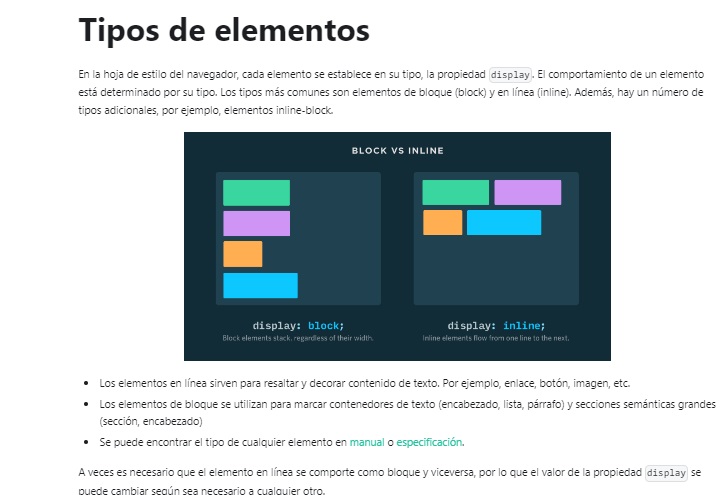 Tipos de elementos
En la hoja de estilo del navegador, cada elemento se establece en su tipo, la propiedad display. El comportamiento de un elemento
está determinado por su tipo. Los tipos más comunes son elementos de bloque (block) y en línea (inline). Además, hay un número de
tipos adicionales, por ejemplo, elementos inline-block.
BLOCK VS INLINE
display: block;
Block elements stack, regardless of their width.
display: inline;
Inline elements flow from one line to the next.
• Los elementos en línea sirven para resaltar y decorar contenido de texto. Por ejemplo, enlace, botón, imagen, etc.
• Los elementos de bloque se utilizan para marcar contenedores de texto (encabezado, lista, párrafo) y secciones semánticas grandes
(sección, encabezado)
• Se puede encontrar el tipo de cualquier elemento en manual o especificación.
A veces es necesario que el elemento en línea se comporte como bloque y viceversa, por lo que el valor de la propiedad display se
puede cambiar según sea necesario a cualquier otro.